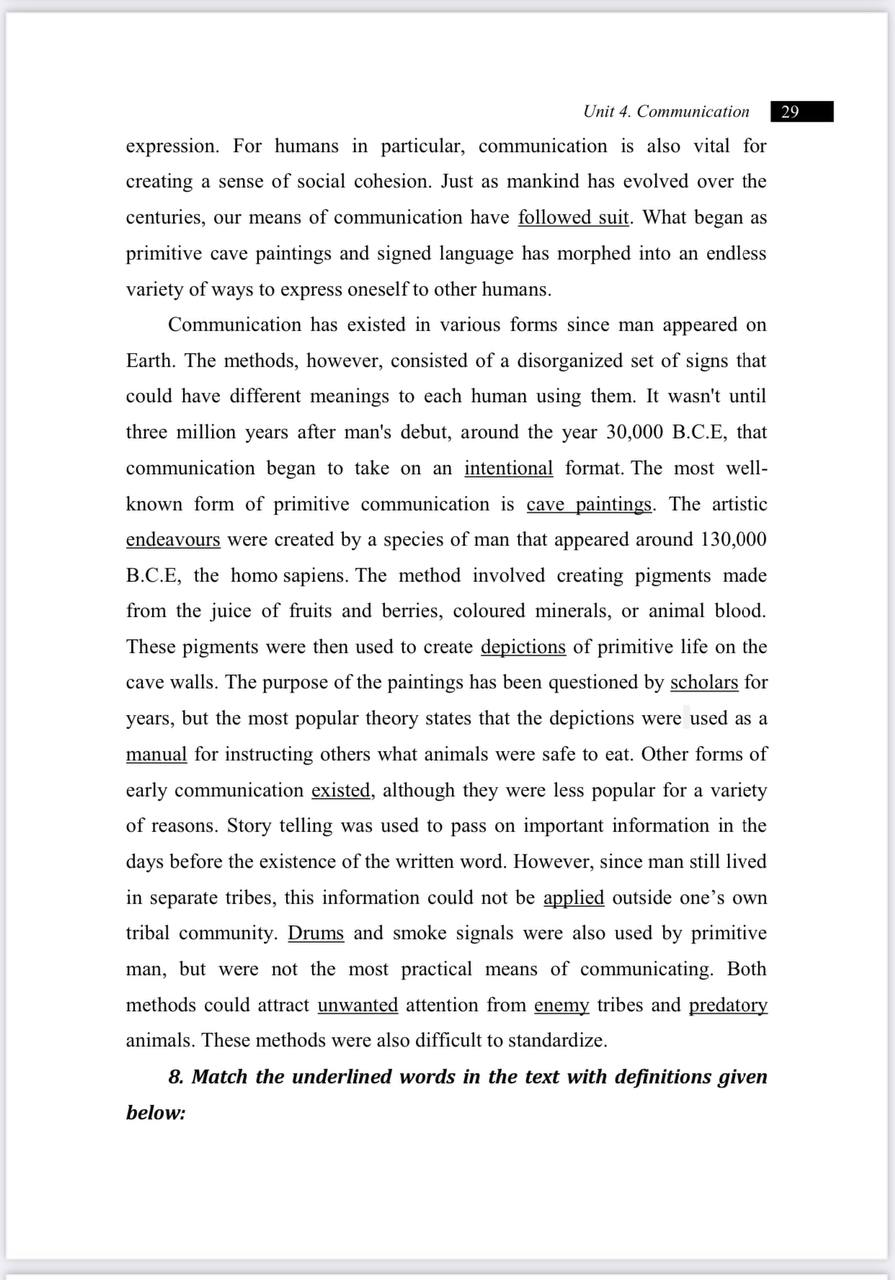 Unit 4. Communication 29
expression. For humans in particular, communication is also vital for
creating a sense of social cohesion. Just as mankind has evolved over the
centuries, our means of communication have followed suit. What began as
primitive cave paintings and signed language has morphed into an endless
variety of ways to express oneself to other humans.
Communication has existed in various forms since man appeared on
Earth. The methods, however, consisted of a disorganized set of signs that
could have different meanings to each human using them. It wasn't until
three million years after man's debut, around the year 30,000 B.C.E, that
communication began to take on an intentional format. The most well-
known form of primitive communication is cave paintings. The artistic
endeavours were created by a species of man that appeared around 130,000
B.C.E, the homo sapiens. The method involved creating pigments made
from the juice of fruits and berries, coloured minerals, or animal blood.
These pigments were then used to create depictions of primitive life on the
cave walls. The purpose of the paintings has been questioned by scholars for
years, but the most popular theory states that the depictions were used as a
manual for instructing others what animals were safe to eat. Other forms of
early communication existed, although they were less popular for a variety
of reasons. Story telling was used to pass on important information in the
days before the existence of the written word. However, since man still lived
in separate tribes, this information could not be applied outside one’s own
tribal community. Drums and smoke signals were also used by primitive
man, but were not the most practical means of communicating. Both
methods could attract unwanted attention from enemy tribes and predatory
animals. These methods were also difficult to standardize.
8. Match the underlined words in the text with definitions given
below: